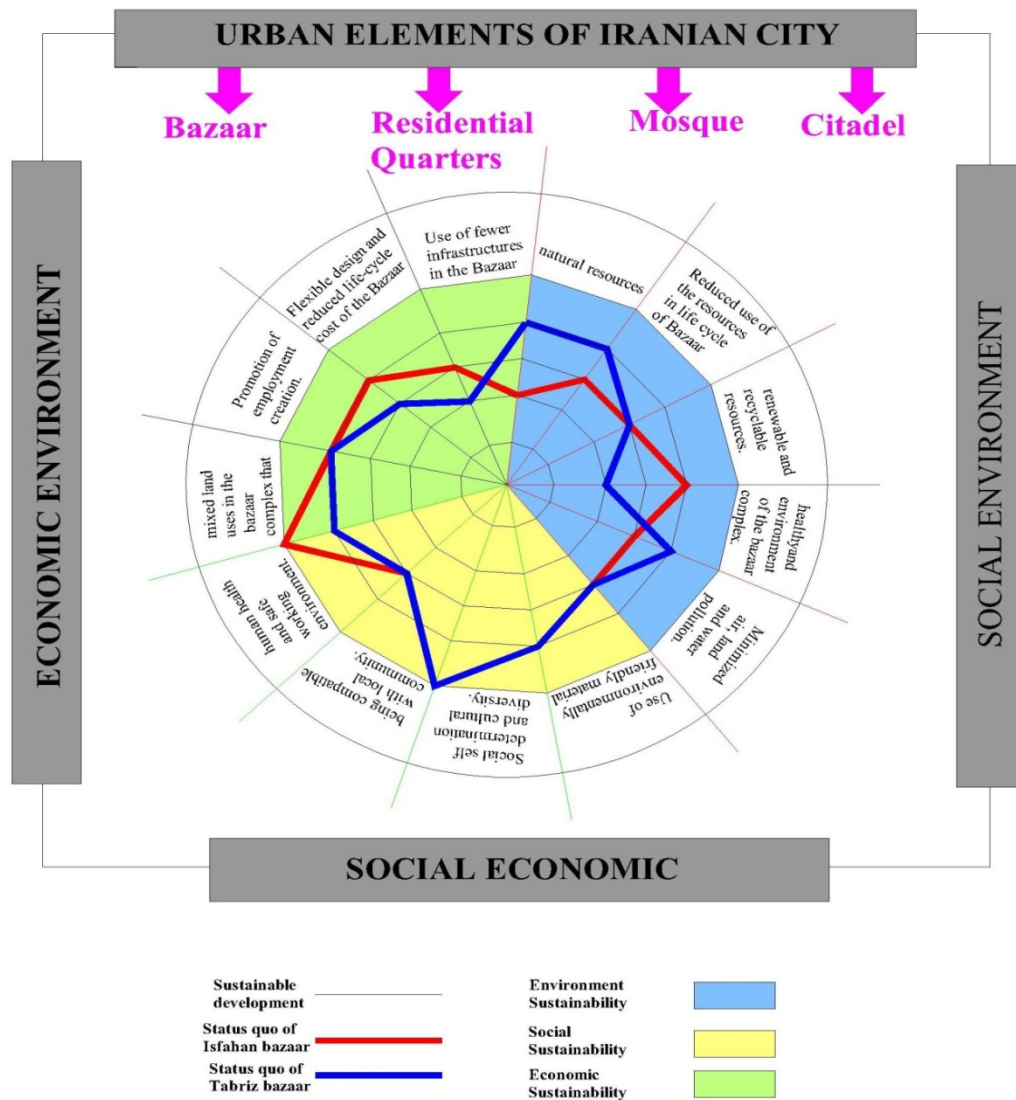 URBAN ELEMENTS OF IRANIAN CITY
Bazaar
Residential
Quarters
Mosque
Citadel
ECONOMIC ENVIRONMENT
SOCIAL ENVIRONMENT
Use of fewer
infrastructures
in the Bazaar
natural resources
Reduced use of
the resources
in life cycle
of Bazaar
renewable and
recyclable
resources.
healthyand
environment
of the bazaar
complex.
Minimized
air, land
and water
pollution.
Use of
environmentally
friendly material
Social self
determination
and cultural
diversity.
being compatible
with local
community.
human health
and safe
working
environment.
mixed land
uses in the
bazaar
complex that
Promotion of
employment
creation.
Flexible design and
reduced life-cycle
cost of the Bazaar
SOCIAL ECONOMIC
Sustainable
development
Status quo of
Isfahan bazaar
Status quo of
Tabriz bazaar
Environment
Sustainability
Social
Sustainability
Economic
Sustainability